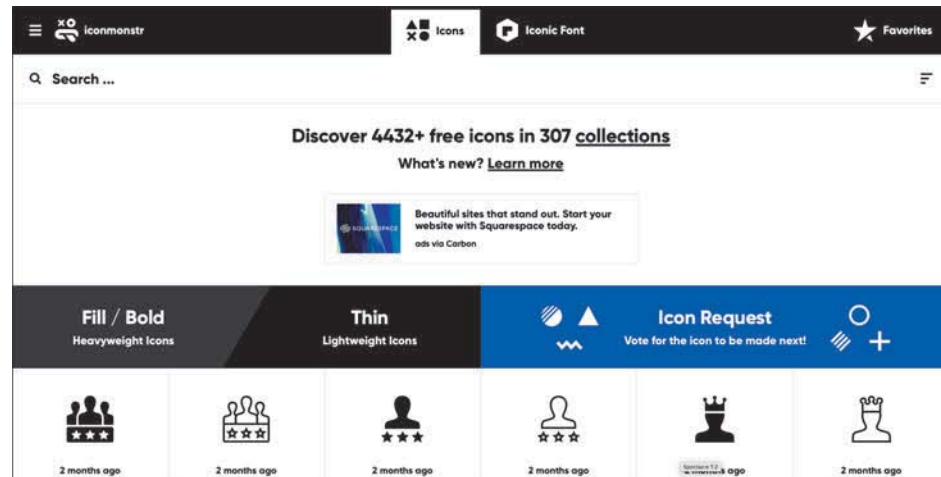 iconmonstr
Icons
Iconic Font
Favorites
Search ...
Discover 4432+ free icons in 307 collections
What's new? Learn more
SQUARESPACE
Beautiful sites that stand out. Start your
website with Squarespace today.
ads via Carbon
Fill / Bold
Heavyweight Icons
Thin
Lightweight Icons
Icon Request
Vote for the icon to be made next!
2 months ago
2 months ago
2 months ago
2 months ago
ago
2 months ago